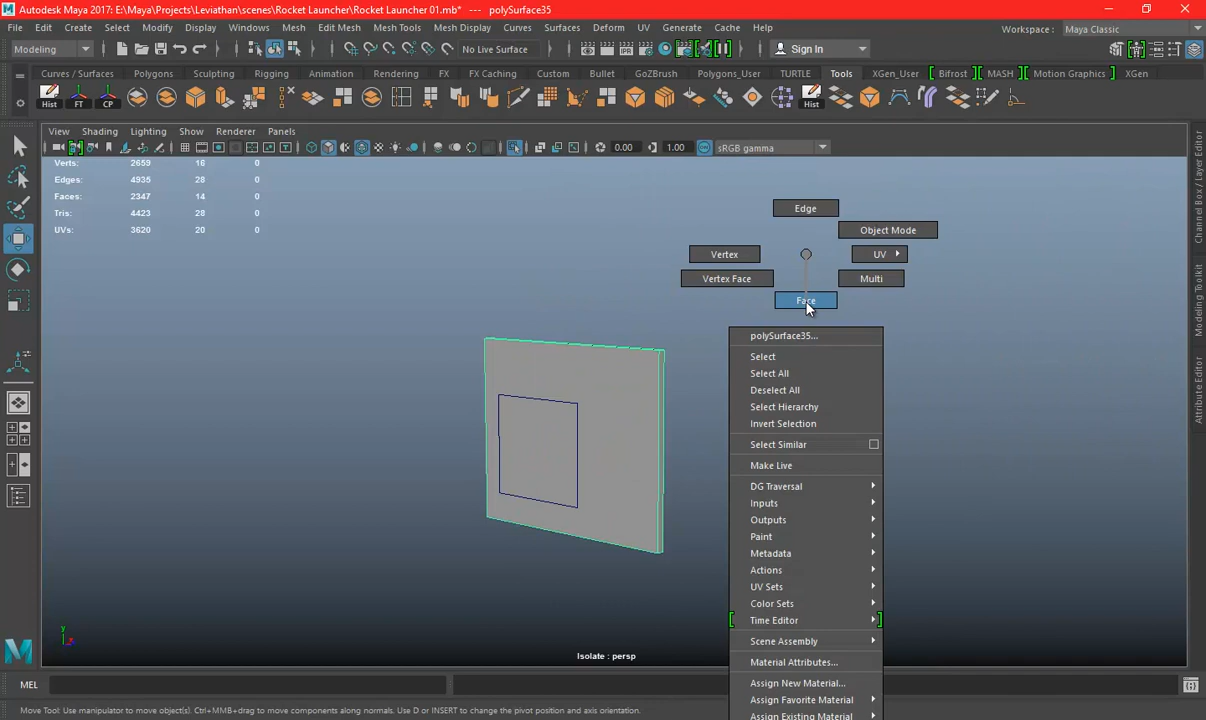 Autodesk Maya 2017: E:\Maya\Projects\Leviathan\scenes\Rocket Launcher\Rocket Launcher 01.mb* --- polySurface35
File Edit Create Select Modify Display Windows Mesh Edit Mesh Mesh Tools Mesh Display Curves Surfaces Deform UV Generate Cache Help Workspace : Maya Classic
Modeling No Live Surface Sign In
Curves / Surfaces Polygons Sculpting Rigging Animation Rendering FX FX Caching Custom Bullet GoZBrush Polygons_User TURTLE Tools XGen_User Bifrost MASH Motion Graphics XGen
Hist FT CP Hist
View Shading Lighting Show Renderer Panels
0.00 1.00 sRGB gamma
Verts: 2659 16 0
Edges: 4935 28 0
Faces: 2347 14 0
Tris: 4423 28 0
UVs: 3620 20 0
Edge
Object Mode
Vertex UV
Vertex Face Multi
Face
polySurface35...
Select
Select All
Deselect All
Select Hierarchy
Invert Selection
Select Similar
Make Live
DG Traversal
Inputs
Outputs
Paint
Metadata
Actions
UV Sets
Color Sets
Time Editor
Scene Assembly
Material Attributes...
Assign New Material...
Assign Favorite Material
Assign Existing Material
Channel Box / Layer Editor
Modeling Toolkit
Attribute Editor
y
Isolate : persp
MEL
Move Tool: Use manipulator to move object(s). Ctrl+MMB+drag to move components along normals. Use D or INSERT to change the pivot position and axis orientation.